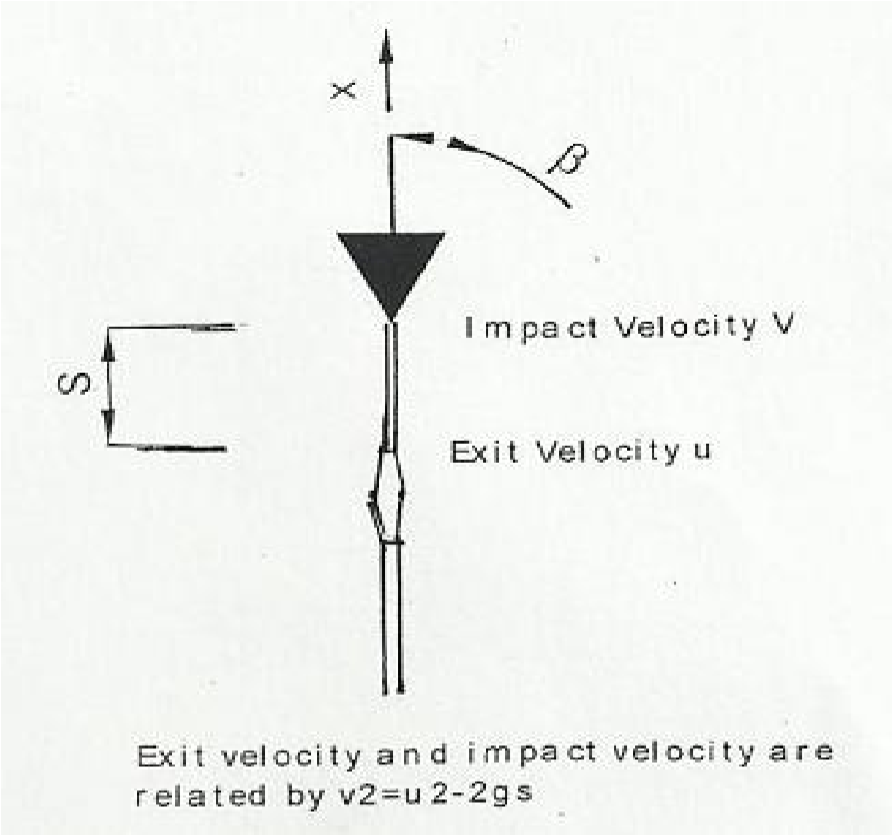 X
β
Impact Velocity V
S
Exit Velocity u
Exit velocity and impact velocity are
related by v2=u2-2gs